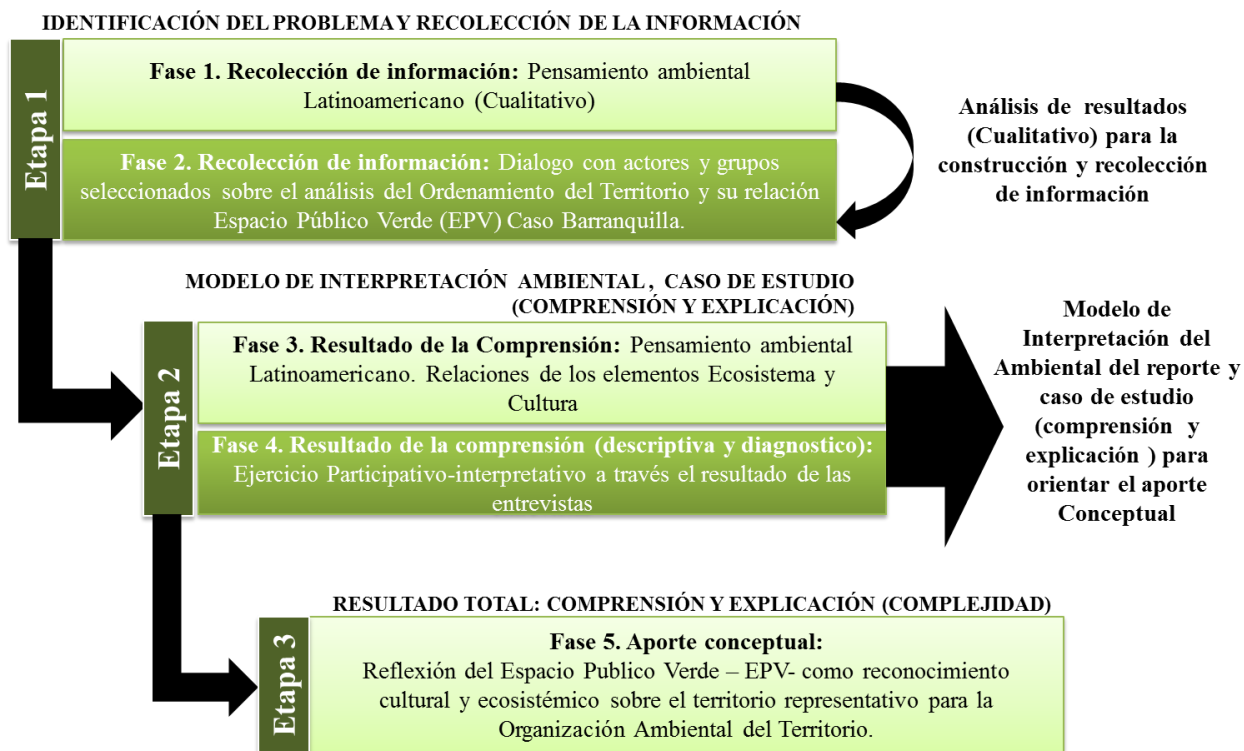 IDENTIFICACIÓN DEL PROBLEMA Y RECOLECCIÓN DE LA INFORMACIÓN
Etapa 1
Fase 1. Recolección de información: Pensamiento ambiental
Latinoamericano (Cualitativo)
Fase 2. Recolección de información: Dialogo con actores y grupos
seleccionados sobre el análisis del Ordenamiento del Territorio y su relación
Espacio Público Verde (EPV) Caso Barranquilla.
Análisis de resultados
(Cualitativo) para la
construcción y recolección
de información
MODELO DE INTERPRETACIÓN AMBIENTAL , CASO DE ESTUDIO
(COMPRENSIÓN Y EXPLICACIÓN)
Etapa 2
Fase 3. Resultado de la Comprensión: Pensamiento ambiental
Latinoamericano. Relaciones de los elementos Ecosistema y
Cultura
Fase 4. Resultado de la comprensión (descriptiva y diagnostico):
Ejercicio Participativo-interpretativo a través el resultado de las
entrevistas
Modelo de
Interpretación del
Ambiental del reporte y
caso de estudio
(comprensión y
explicación ) para
orientar el aporte
Conceptual
RESULTADO TOTAL: COMPRENSIÓN Y EXPLICACIÓN (COMPLEJIDAD)
Etapa 3
Fase 5. Aporte conceptual:
Reflexión del Espacio Publico Verde – EPV- como reconocimiento
cultural y ecosistémico sobre el territorio representativo para la
Organización Ambiental del Territorio.